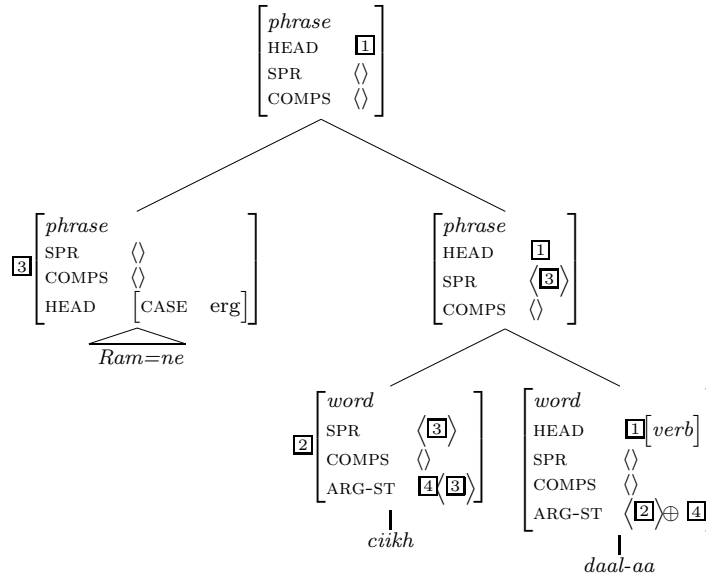 phrase
HEAD 1
SPR ⟨⟩
COMPS ⟨⟩
3 phrase
SPR ⟨⟩
COMPS ⟨⟩
HEAD [CASE erg]
Ram=ne
phrase
HEAD 1
SPR ⟨3⟩
COMPS ⟨⟩
2 word
SPR ⟨3⟩
COMPS ⟨⟩
ARG-ST 4⟨3⟩
ciikh
word
HEAD 1[verb]
SPR ⟨⟩
COMPS ⟨⟩
ARG-ST ⟨2⟩⊕ 4
daal-aa